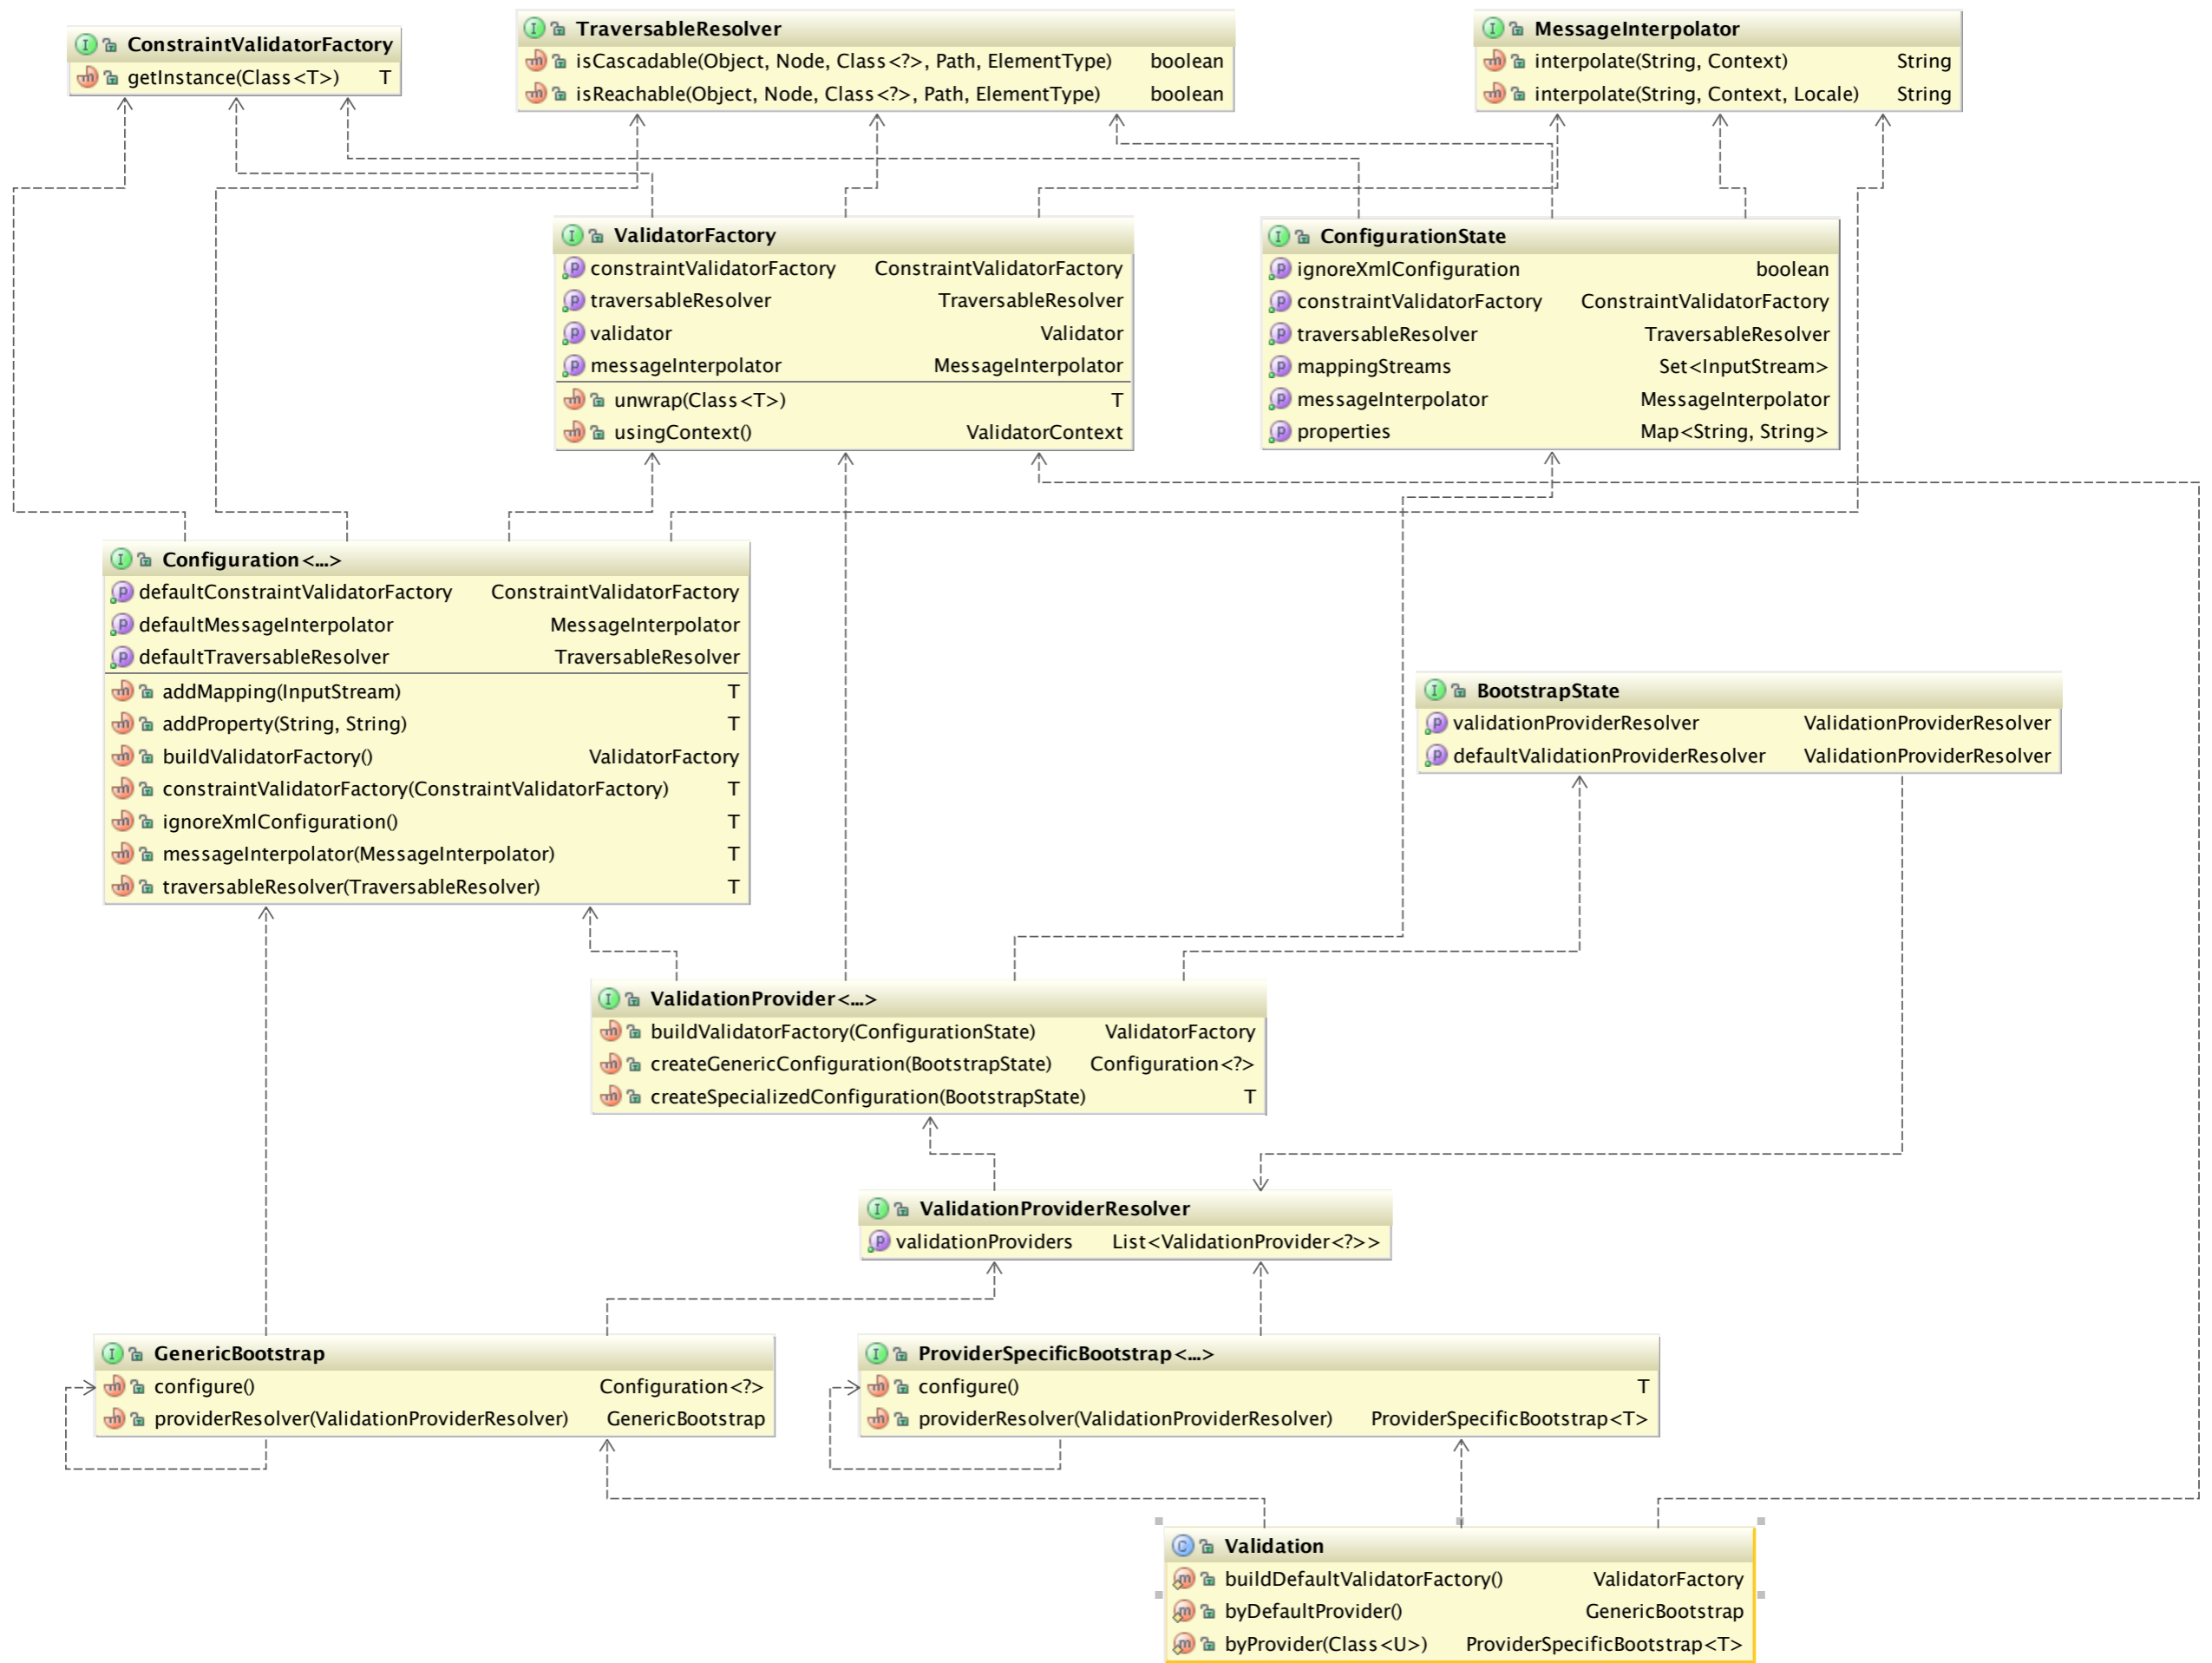 ConstraintValidatorFactory
getInstance(Class<T>) T
TraversableResolver
isCascadable(Object, Node, Class<?>, Path, ElementType) boolean
isReachable(Object, Node, Class<?>, Path, ElementType) boolean
MessageInterpolator
interpolate(String, Context) String
interpolate(String, Context, Locale) String
ValidatorFactory
constraintValidatorFactory ConstraintValidatorFactory
traversableResolver TraversableResolver
validator Validator
messageInterpolator MessageInterpolator
unwrap(Class<T>) T
usingContext() ValidatorContext
ConfigurationState
ignoreXmlConfiguration boolean
constraintValidatorFactory ConstraintValidatorFactory
traversableResolver TraversableResolver
mappingStreams Set<InputStream>
messageInterpolator MessageInterpolator
properties Map<String, String>
Configuration<...>
defaultConstraintValidatorFactory ConstraintValidatorFactory
defaultMessageInterpolator MessageInterpolator
defaultTraversableResolver TraversableResolver
addMapping(InputStream) T
addProperty(String, String) T
buildValidatorFactory() ValidatorFactory
constraintValidatorFactory(ConstraintValidatorFactory) T
ignoreXmlConfiguration() T
messageInterpolator(MessageInterpolator) T
traversableResolver(TraversableResolver) T
BootstrapState
validationProviderResolver ValidationProviderResolver
defaultValidationProviderResolver ValidationProviderResolver
ValidationProvider<...>
buildValidatorFactory(ConfigurationState) ValidatorFactory
createGenericConfiguration(BootstrapState) Configuration<?>
createSpecializedConfiguration(BootstrapState) T
ValidationProviderResolver
validationProviders List<ValidationProvider<?>>
GenericBootstrap
configure() Configuration<?>
providerResolver(ValidationProviderResolver) GenericBootstrap
ProviderSpecificBootstrap<...>
configure() T
providerResolver(ValidationProviderResolver) ProviderSpecificBootstrap<T>
Validation
buildDefaultValidatorFactory() ValidatorFactory
byDefaultProvider() GenericBootstrap
byProvider(Class<U>) ProviderSpecificBootstrap<T>